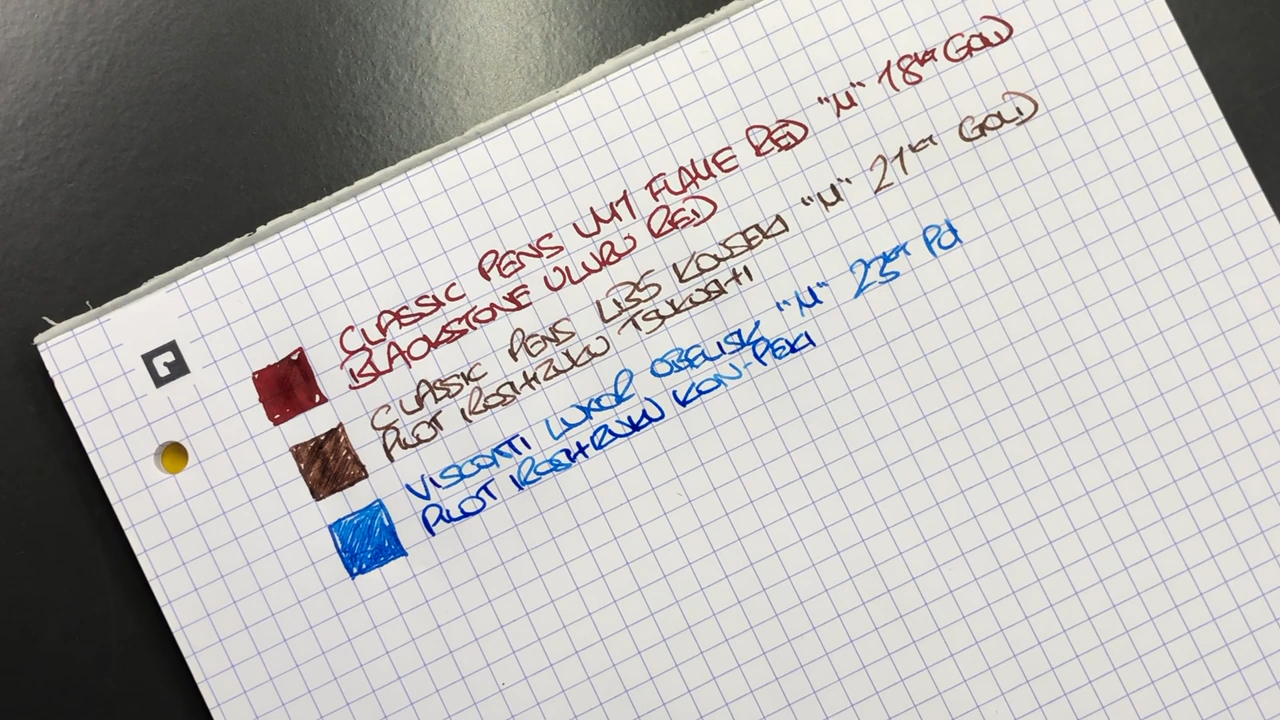 CLASSIC PENS LM1 FLAME RED "M" 18KT GOLD
BLACKSTONE ULURU RED
CLASSIC PENS LB5 KONSEKI "M" 21KT GOLD
PILOT IROSHIZUKU TSUKUSHI
VISCONTI LUXOR OBELISK "M" 23KT Pd
PILOT IROSHIZUKU KON-PEKI